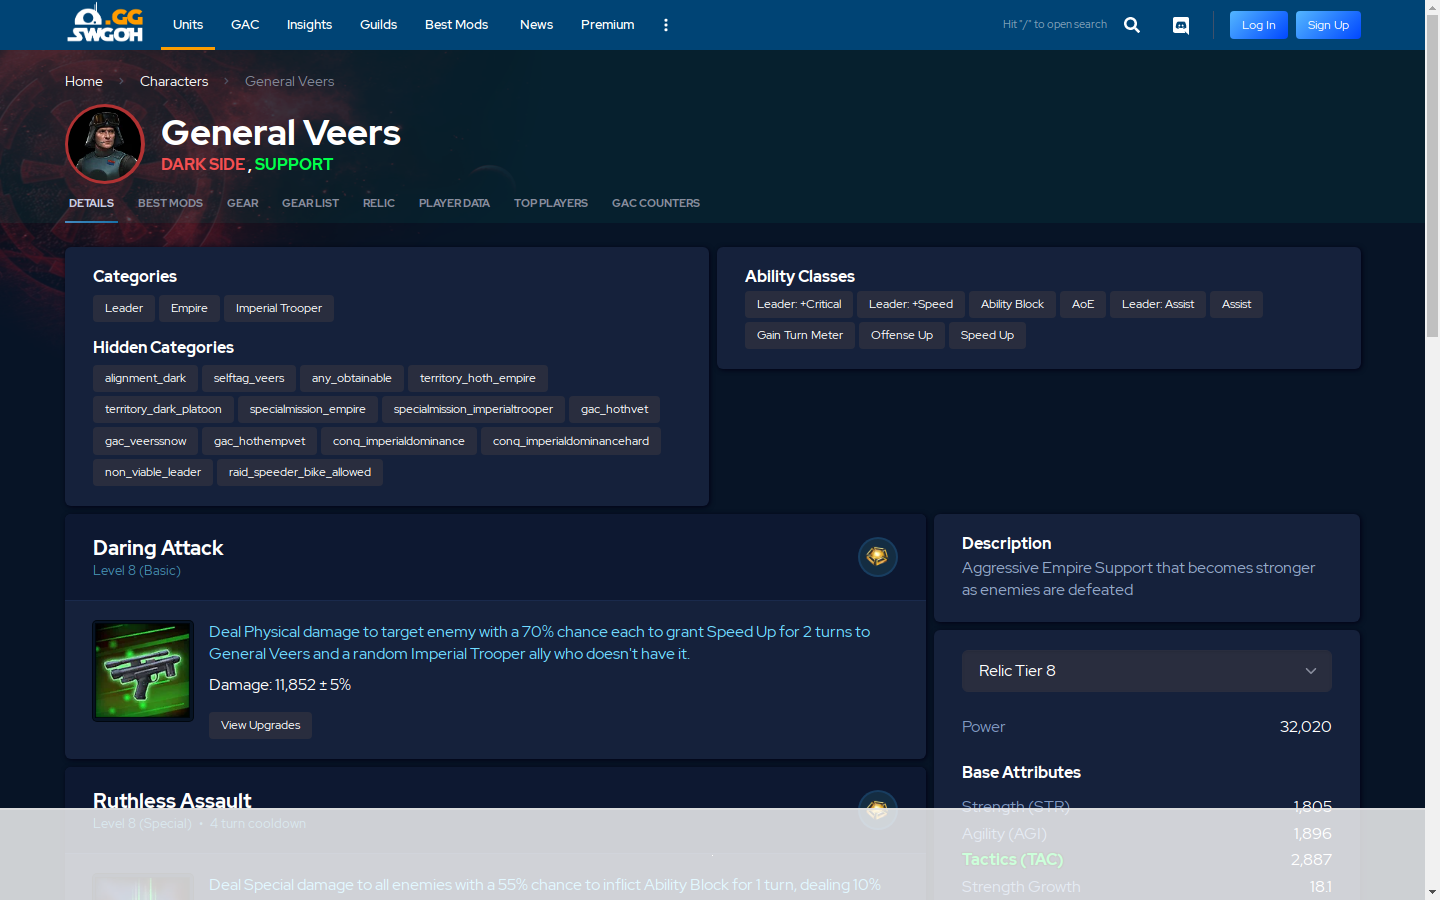 .GG
SWGOH
Units
GAC
Insights
Guilds
Best Mods
News
Premium
Hit "/" to open search
Log In
Sign Up
Home
Characters
General Veers
General Veers
DARK SIDE , SUPPORT
DETAILS
BEST MODS
GEAR
GEAR LIST
RELIC
PLAYER DATA
TOP PLAYERS
GAC COUNTERS
Categories
Leader
Empire
Imperial Trooper
Hidden Categories
alignment_dark
selftag_veers
any_obtainable
territory_hoth_empire
territory_dark_platoon
specialmission_empire
specialmission_imperialtrooper
gac_hothvet
gac_veerssnow
gac_hothempvet
conq_imperialdominance
conq_imperialdominancehard
non_viable_leader
raid_speeder_bike_allowed
Ability Classes
Leader: +Critical
Leader: +Speed
Ability Block
AoE
Leader: Assist
Assist
Gain Turn Meter
Offense Up
Speed Up
Daring Attack
Level 8 (Basic)
Deal Physical damage to target enemy with a 70% chance each to grant Speed Up for 2 turns to
General Veers and a random Imperial Trooper ally who doesn't have it.
Damage: 11,852 ± 5%
View Upgrades
Ruthless Assault
Level 8 (Special) • 4 turn cooldown
Deal Special damage to all enemies with a 55% chance to inflict Ability Block for 1 turn, dealing 10%
Description
Aggressive Empire Support that becomes stronger
as enemies are defeated
Relic Tier 8
Power 32,020
Base Attributes
Strength (STR) 1,805
Agility (AGI) 1,896
Tactics (TAC) 2,887
Strength Growth 18.1